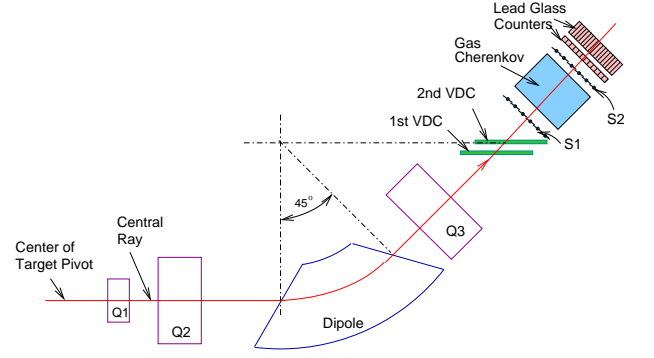 Lead Glass
Counters
Gas
Cherenkov
2nd VDC
1st VDC
S2
S1
45°
Q3
Central
Ray
Center of
Target Pivot
Q1
Q2
Dipole